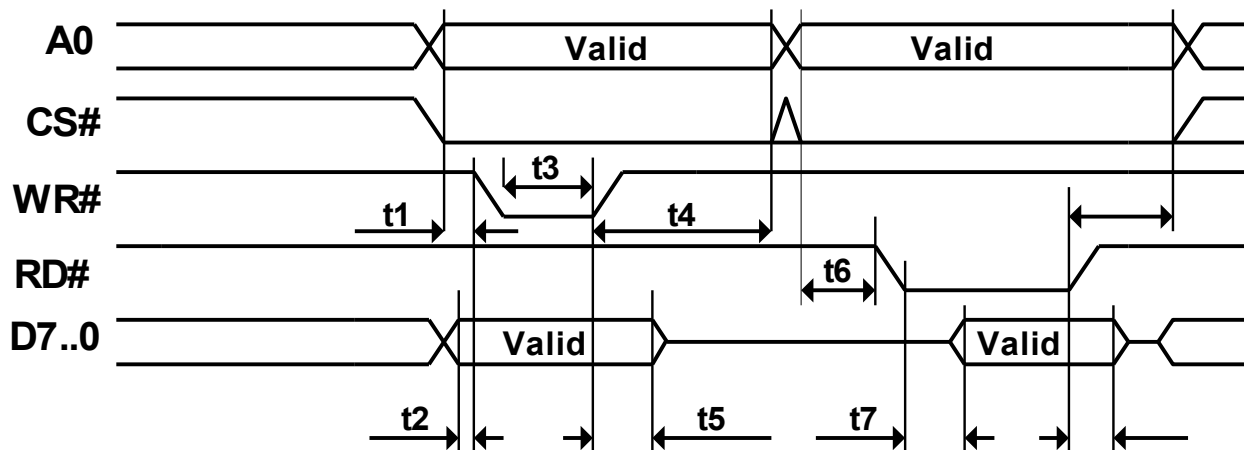 A0
Valid
Valid
CS#
WR#
t3
t1
t4
RD#
t6
D7..0
Valid
Valid
t2
t5
t7